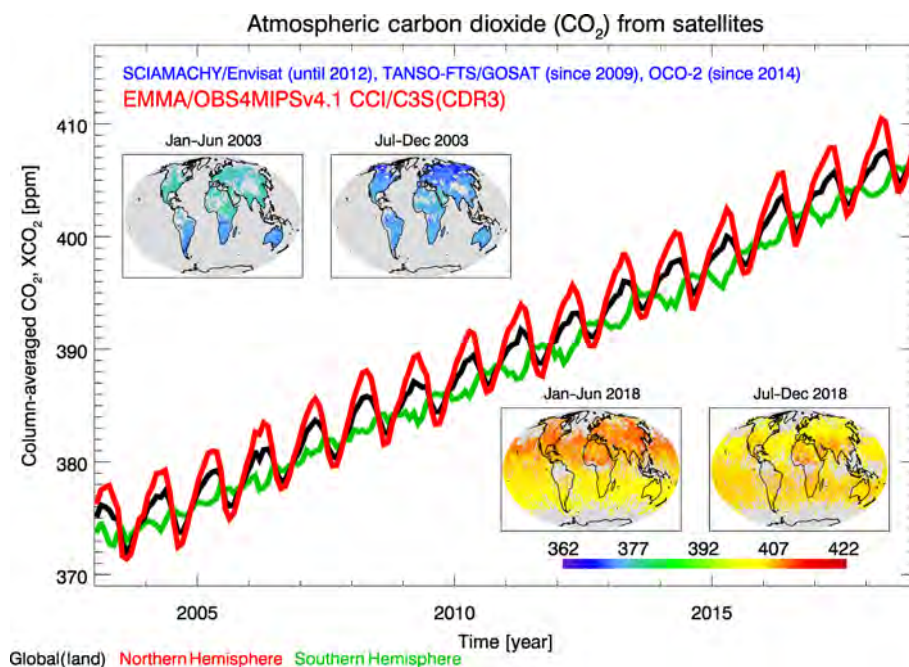 Atmospheric carbon dioxide (CO₂) from satellites
SCIAMACHY/Envisat (until 2012), TANSO-FTS/GOSAT (since 2009), OCO-2 (since 2014)
EMMA/OBS4MIPSv4.1 CCI/C3S(CDR3)
Jan-Jun 2003
Jul-Dec 2003
Column-averaged CO₂, XCO₂ [ppm]
410
400
390
380
370
Jan-Jun 2018
Jul-Dec 2018
362 377 392 407 422
2005 2010 2015
Time [year]
Global(land) Northern Hemisphere Southern Hemisphere